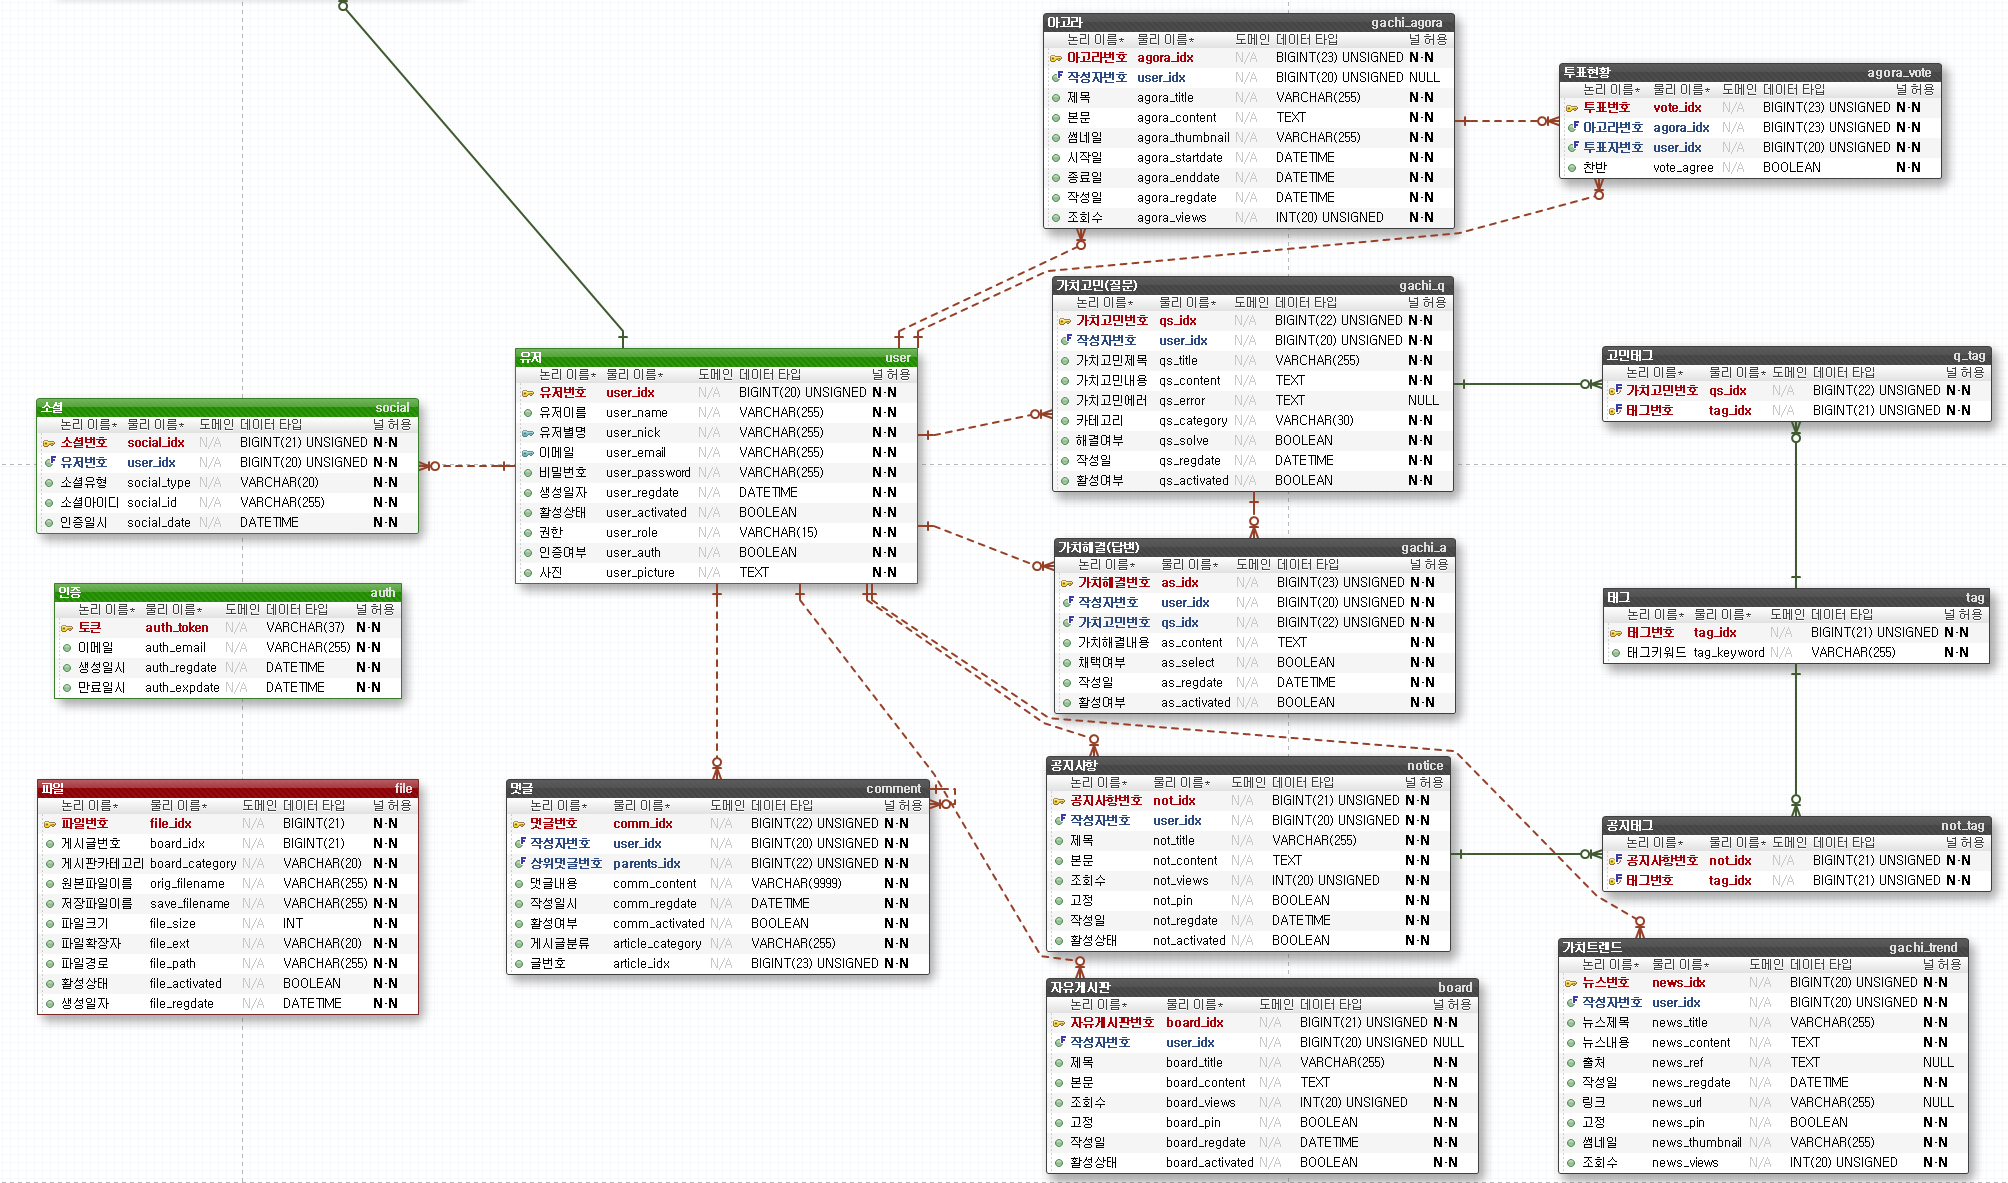 아고라 gachi_agora
논리 이름* 물리 이름* 도메인 데이터 타입 널 허용
아고라번호 agora_idx N/A BIGINT(23) UNSIGNED N-N
작성자번호 user_idx N/A BIGINT(20) UNSIGNED NULL
제목 agora_title N/A VARCHAR(255) N-N
본문 agora_content N/A TEXT N-N
썸네일 agora_thumbnail N/A VARCHAR(255) N-N
시작일 agora_startdate N/A DATETIME N-N
종료일 agora_enddate N/A DATETIME N-N
작성일 agora_regdate N/A DATETIME N-N
조회수 agora_views N/A INT(20) UNSIGNED N-N
투표현황 agora_vote
논리 이름* 물리 이름* 도메인 데이터 타입 널 허용
투표번호 vote_idx N/A BIGINT(23) UNSIGNED N-N
아고라번호 agora_idx N/A BIGINT(23) UNSIGNED N-N
투표자번호 user_idx N/A BIGINT(20) UNSIGNED N-N
찬반 vote_agree N/A BOOLEAN N-N
가치고민(질문) gachi_q
논리 이름* 물리 이름* 도메인 데이터 타입 널 허용
가치고민번호 qs_idx N/A BIGINT(22) UNSIGNED N-N
작성자번호 user_idx N/A BIGINT(20) UNSIGNED N-N
가치고민제목 qs_title N/A VARCHAR(255) N-N
가치고민내용 qs_content N/A TEXT N-N
가치고민에러 qs_error N/A TEXT NULL
카테고리 qs_category N/A VARCHAR(30) N-N
해결여부 qs_solve N/A BOOLEAN N-N
작성일 qs_regdate N/A DATETIME N-N
활성여부 qs_activated N/A BOOLEAN N-N
고민태그 q_tag
논리 이름* 물리 이름* 도메인 데이터 타입 널 허용
가치고민번호 qs_idx N/A BIGINT(22) UNSIGNED N-N
태그번호 tag_idx N/A BIGINT(21) UNSIGNED N-N
유저 user
논리 이름* 물리 이름* 도메인 데이터 타입 널 허용
유저번호 user_idx N/A BIGINT(20) UNSIGNED N-N
유저이름 user_name N/A VARCHAR(255) N-N
유저별명 user_nick N/A VARCHAR(255) N-N
이메일 user_email N/A VARCHAR(255) N-N
비밀번호 user_password N/A VARCHAR(255) N-N
생성일자 user_regdate N/A DATETIME N-N
활성상태 user_activated N/A BOOLEAN N-N
권한 user_role N/A VARCHAR(15) N-N
인증여부 user_auth N/A BOOLEAN N-N
사진 user_picture N/A TEXT N-N
소셜 social
논리 이름* 물리 이름* 도메인 데이터 타입 널 허용
소셜번호 social_idx N/A BIGINT(21) UNSIGNED N-N
유저번호 user_idx N/A BIGINT(20) UNSIGNED N-N
소셜유형 social_type N/A VARCHAR(20) N-N
소셜아이디 social_id N/A VARCHAR(255) N-N
인증일시 social_date N/A DATETIME N-N
가치해결(답변) gachi_a
논리 이름* 물리 이름* 도메인 데이터 타입 널 허용
가치해결번호 as_idx N/A BIGINT(23) UNSIGNED N-N
작성자번호 user_idx N/A BIGINT(20) UNSIGNED N-N
가치고민번호 qs_idx N/A BIGINT(22) UNSIGNED N-N
가치해결내용 as_content N/A TEXT N-N
채택여부 as_select N/A BOOLEAN N-N
작성일 as_regdate N/A DATETIME N-N
활성여부 as_activated N/A BOOLEAN N-N
인증 auth
논리 이름* 물리 이름* 도메인 데이터 타입 널 허용
토큰 auth_token N/A VARCHAR(37) N-N
이메일 auth_email N/A VARCHAR(255) N-N
생성일시 auth_regdate N/A DATETIME N-N
만료일시 auth_expdate N/A DATETIME N-N
태그 tag
논리 이름* 물리 이름* 도메인 데이터 타입 널 허용
태그번호 tag_idx N/A BIGINT(21) UNSIGNED N-N
태그키워드 tag_keyword N/A VARCHAR(255) N-N
공지사항 notice
논리 이름* 물리 이름* 도메인 데이터 타입 널 허용
공지사항번호 not_idx N/A BIGINT(21) UNSIGNED N-N
작성자번호 user_idx N/A BIGINT(20) UNSIGNED N-N
제목 not_title N/A VARCHAR(255) N-N
본문 not_content N/A TEXT N-N
조회수 not_views N/A INT(20) UNSIGNED N-N
고정 not_pin N/A BOOLEAN N-N
작성일 not_regdate N/A DATETIME N-N
활성상태 not_activated N/A BOOLEAN N-N
공지태그 not_tag
논리 이름* 물리 이름* 도메인 데이터 타입 널 허용
공지사항번호 not_idx N/A BIGINT(21) UNSIGNED N-N
태그번호 tag_idx N/A BIGINT(21) UNSIGNED N-N
파일 file
논리 이름* 물리 이름* 도메인 데이터 타입 널 허용
파일번호 file_idx N/A BIGINT(21) N-N
게시글번호 board_idx N/A BIGINT(21) N-N
게시판카테고리 board_category N/A VARCHAR(20) N-N
원본파일이름 orig_filename N/A VARCHAR(255) N-N
저장파일이름 save_filename N/A VARCHAR(255) N-N
파일크기 file_size N/A INT N-N
파일확장자 file_ext N/A VARCHAR(20) N-N
파일경로 file_path N/A VARCHAR(255) N-N
활성상태 file_activated N/A BOOLEAN N-N
생성일자 file_regdate N/A DATETIME N-N
댓글 comment
논리 이름* 물리 이름* 도메인 데이터 타입 널 허용
댓글번호 comm_idx N/A BIGINT(22) UNSIGNED N-N
작성자번호 user_idx N/A BIGINT(20) UNSIGNED N-N
상위댓글번호 parents_idx N/A BIGINT(22) UNSIGNED N-N
댓글내용 comm_content N/A VARCHAR(9999) N-N
작성일시 comm_regdate N/A DATETIME N-N
활성여부 comm_activated N/A BOOLEAN N-N
게시글분류 article_category N/A VARCHAR(255) N-N
글번호 article_idx N/A BIGINT(23) UNSIGNED N-N
자유게시판 board
논리 이름* 물리 이름* 도메인 데이터 타입 널 허용
자유게시판번호 board_idx N/A BIGINT(21) UNSIGNED N-N
작성자번호 user_idx N/A BIGINT(20) UNSIGNED NULL
제목 board_title N/A VARCHAR(255) N-N
본문 board_content N/A TEXT N-N
조회수 board_views N/A INT(20) UNSIGNED N-N
고정 board_pin N/A BOOLEAN N-N
작성일 board_regdate N/A DATETIME N-N
활성상태 board_activated N/A BOOLEAN N-N
가치트렌드 gachi_trend
논리 이름* 물리 이름* 도메인 데이터 타입 널 허용
뉴스번호 news_idx N/A BIGINT(20) UNSIGNED N-N
작성자번호 user_idx N/A BIGINT(20) UNSIGNED N-N
뉴스제목 news_title N/A VARCHAR(255) N-N
뉴스내용 news_content N/A TEXT N-N
출처 news_ref N/A TEXT NULL
작성일 news_regdate N/A DATETIME N-N
링크 news_url N/A VARCHAR(255) NULL
고정 news_pin N/A BOOLEAN N-N
썸네일 news_thumbnail N/A VARCHAR(255) N-N
조회수 news_views N/A INT(20) UNSIGNED N-N